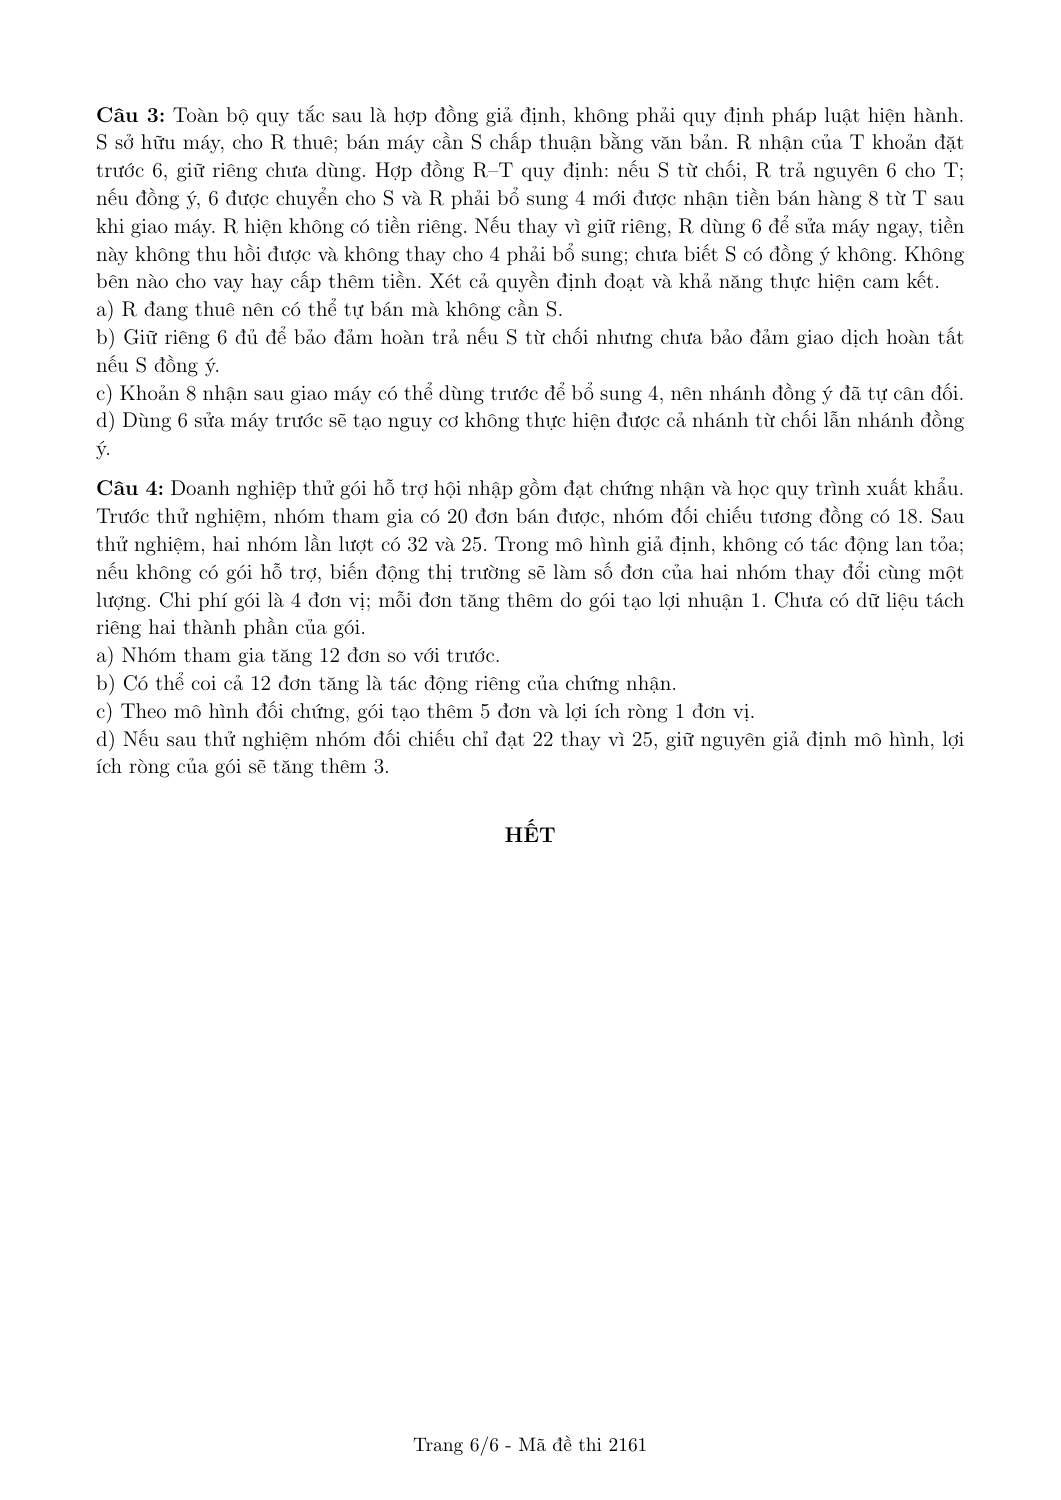 Câu 3: Toàn bộ quy tắc sau là hợp đồng giả định, không phải quy định pháp luật hiện hành.
S sở hữu máy, cho R thuê; bán máy cần S chấp thuận bằng văn bản. R nhận của T khoản đặt
trước 6, giữ riêng chưa dùng. Hợp đồng R–T quy định: nếu S từ chối, R trả nguyên 6 cho T;
nếu đồng ý, 6 được chuyển cho S và R phải bổ sung 4 mới được nhận tiền bán hàng 8 từ T sau
khi giao máy. R hiện không có tiền riêng. Nếu thay vì giữ riêng, R dùng 6 để sửa máy ngay, tiền
này không thu hồi được và không thay cho 4 phải bổ sung; chưa biết S có đồng ý không. Không
bên nào cho vay hay cấp thêm tiền. Xét cả quyền định đoạt và khả năng thực hiện cam kết.
a) R đang thuê nên có thể tự bán mà không cần S.
b) Giữ riêng 6 đủ để bảo đảm hoàn trả nếu S từ chối nhưng chưa bảo đảm giao dịch hoàn tất
nếu S đồng ý.
c) Khoản 8 nhận sau giao máy có thể dùng trước để bổ sung 4, nên nhánh đồng ý đã tự cân đối.
d) Dùng 6 sửa máy trước sẽ tạo nguy cơ không thực hiện được cả nhánh từ chối lẫn nhánh đồng
ý.
Câu 4: Doanh nghiệp thử gói hỗ trợ hội nhập gồm đạt chứng nhận và học quy trình xuất khẩu.
Trước thử nghiệm, nhóm tham gia có 20 đơn bán được, nhóm đối chiếu tương đồng có 18. Sau
thử nghiệm, hai nhóm lần lượt có 32 và 25. Trong mô hình giả định, không có tác động lan tỏa;
nếu không có gói hỗ trợ, biến động thị trường sẽ làm số đơn của hai nhóm thay đổi cùng một
lượng. Chi phí gói là 4 đơn vị; mỗi đơn tăng thêm do gói tạo lợi nhuận 1. Chưa có dữ liệu tách
riêng hai thành phần của gói.
a) Nhóm tham gia tăng 12 đơn so với trước.
b) Có thể coi cả 12 đơn tăng là tác động riêng của chứng nhận.
c) Theo mô hình đối chứng, gói tạo thêm 5 đơn và lợi ích ròng 1 đơn vị.
d) Nếu sau thử nghiệm nhóm đối chiếu chỉ đạt 22 thay vì 25, giữ nguyên giả định mô hình, lợi
ích ròng của gói sẽ tăng thêm 3.
HẾT
Trang 6/6 - Mã đề thi 2161